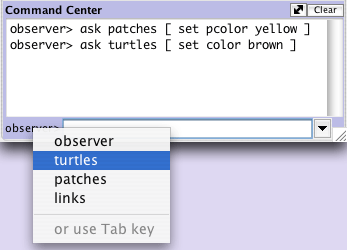 Command Center
Clear
observer> ask patches [ set pcolor yellow ]
observer> ask turtles [ set color brown ]
observer>
observer
turtles
patches
links
or use Tab key